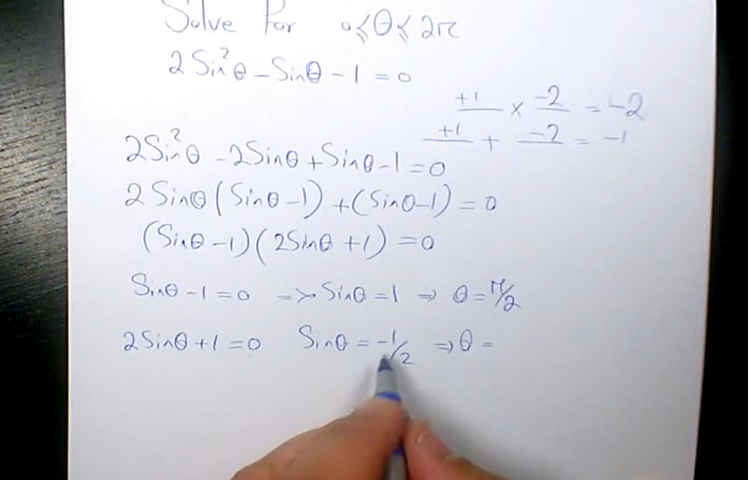 Solve For 0⩽θ⩽2π
2Sin²θ - Sinθ - 1 = 0
+1 × -2 = -2
+1 + -2 = -1
2Sin²θ - 2Sinθ + Sinθ - 1 = 0
2Sinθ(Sinθ - 1) + (Sinθ - 1) = 0
(Sinθ - 1)(2Sinθ + 1) = 0
Sinθ - 1 = 0 → Sinθ = 1 ⇒ θ = π/2
2Sinθ + 1 = 0 Sinθ = -1/2 ⇒ θ =